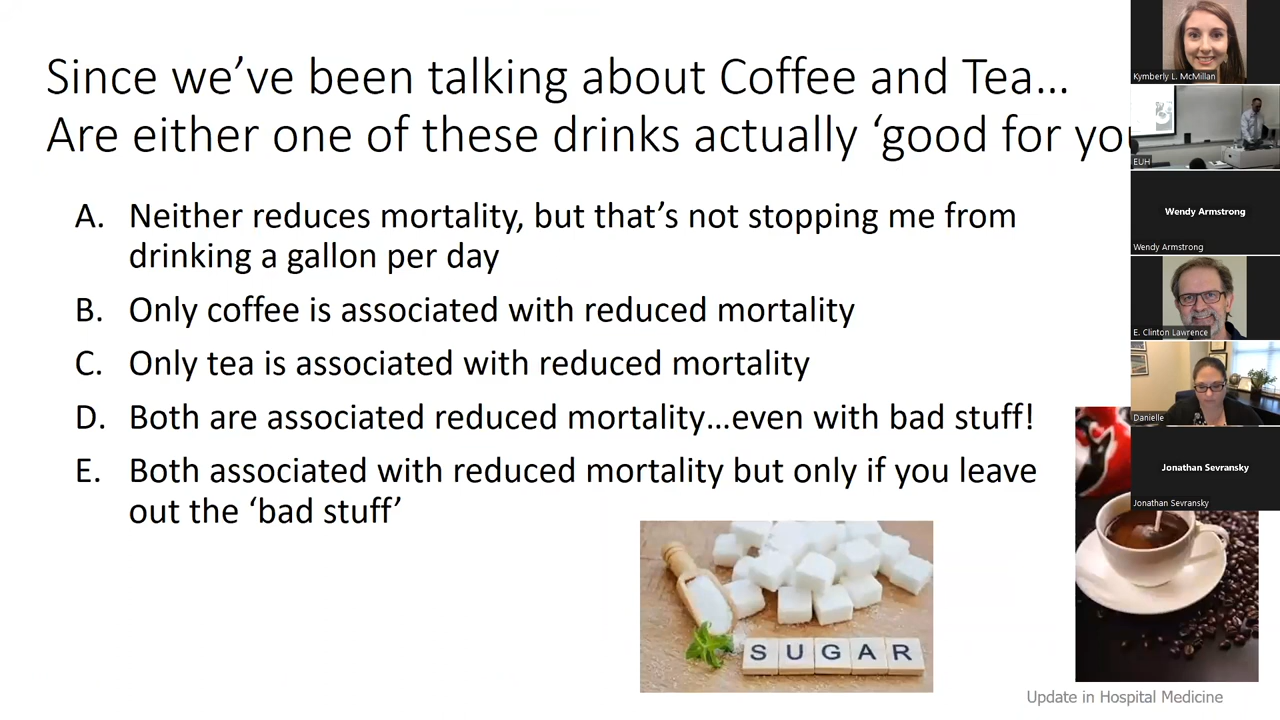 Since we've been talking about Coffee and Tea...
Are either one of these drinks actually 'good for you
A. Neither reduces mortality, but that's not stopping me from
drinking a gallon per day
B. Only coffee is associated with reduced mortality
C. Only tea is associated with reduced mortality
D. Both are associated reduced mortality...even with bad stuff!
E. Both associated with reduced mortality but only if you leave
out the 'bad stuff'
SUGAR
Update in Hospital Medicine
Kymberly L. McMillan
EUH
Wendy Armstrong
Wendy Armstrong
E. Clinton Lawrence
Danielle
Jonathan Sevransky
Jonathan Sevransky